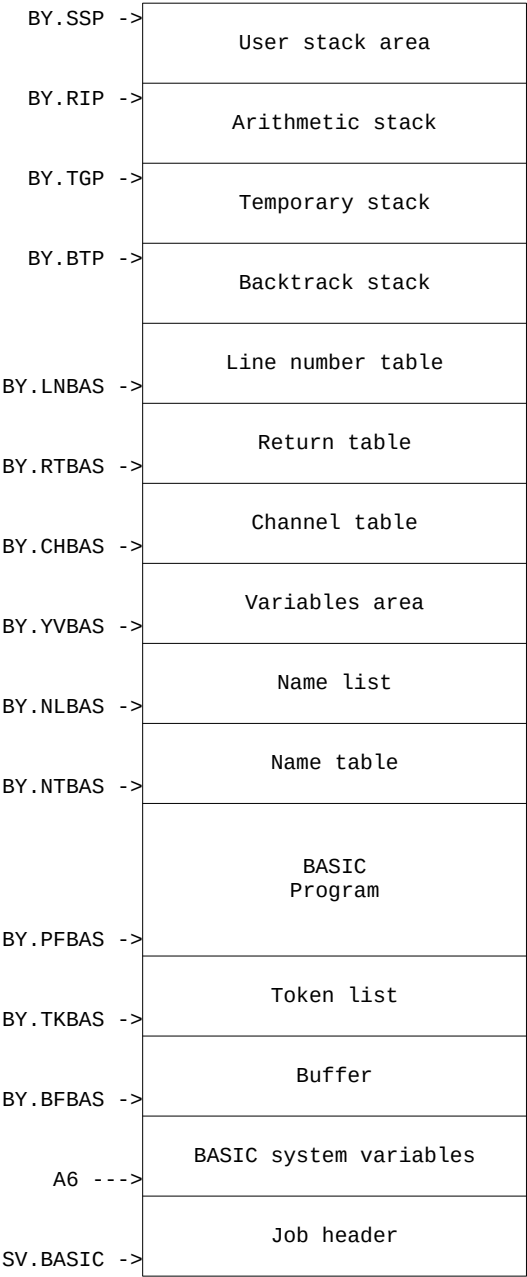 BY.SSP ->
User stack area
BY.RIP ->
Arithmetic stack
BY.TGP ->
Temporary stack
BY.BTP ->
Backtrack stack
Line number table
BY.LNBAS ->
Return table
BY.RTBAS ->
Channel table
BY.CHBAS ->
Variables area
BY.YVBAS ->
Name list
BY.NLBAS ->
Name table
BY.NTBAS ->
BASIC
Program
BY.PFBAS ->
Token list
BY.TKBAS ->
Buffer
BY.BFBAS ->
BASIC system variables
A6 --->
Job header
SV.BASIC ->